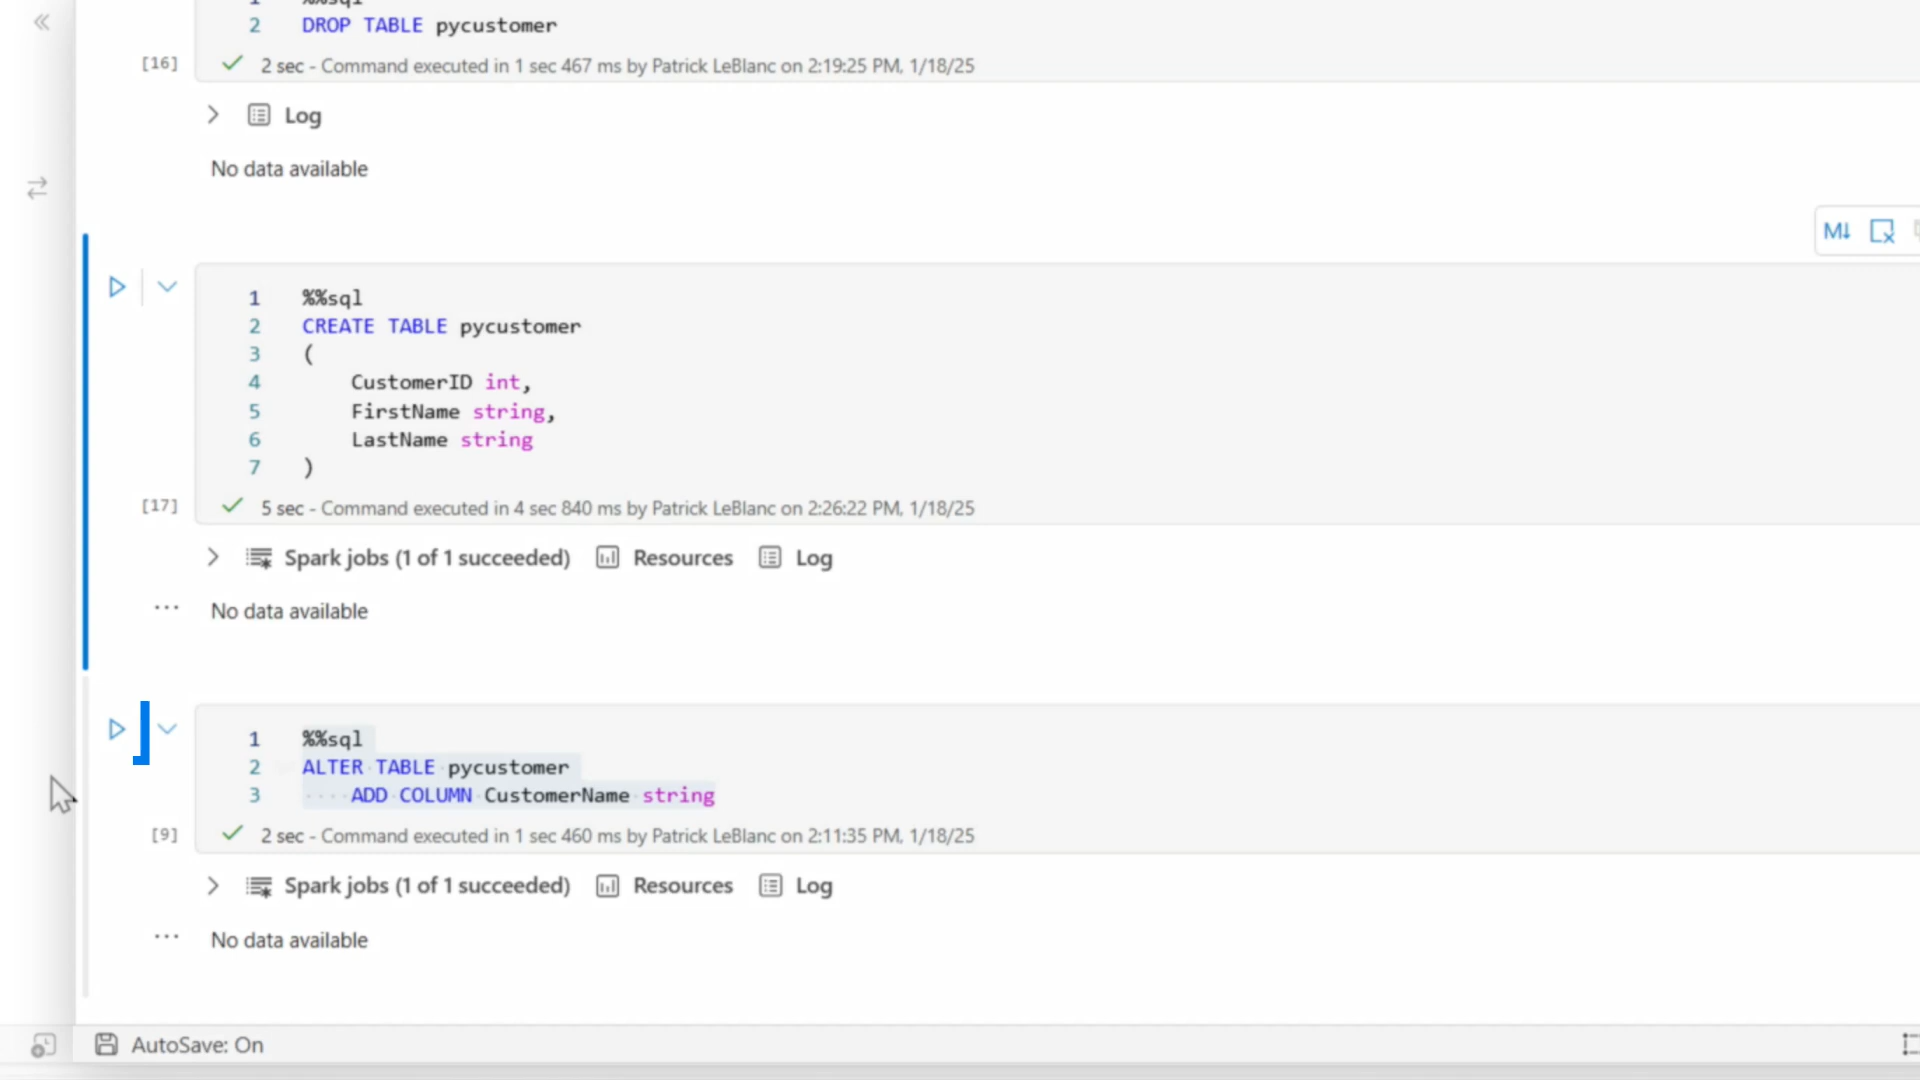 %%sql
2 DROP TABLE pycustomer
[16] 2 sec - Command executed in 1 sec 467 ms by Patrick LeBlanc on 2:19:25 PM, 1/18/25
Log
No data available
M↓
1 %%sql
2 CREATE TABLE pycustomer
3 (
4 CustomerID int,
5 FirstName string,
6 LastName string
7 )
[17] 5 sec - Command executed in 4 sec 840 ms by Patrick LeBlanc on 2:26:22 PM, 1/18/25
Spark jobs (1 of 1 succeeded) Resources Log
No data available
1 %%sql
2 ALTER TABLE pycustomer
3 ADD COLUMN CustomerName string
[9] 2 sec - Command executed in 1 sec 460 ms by Patrick LeBlanc on 2:11:35 PM, 1/18/25
Spark jobs (1 of 1 succeeded) Resources Log
No data available
AutoSave: On